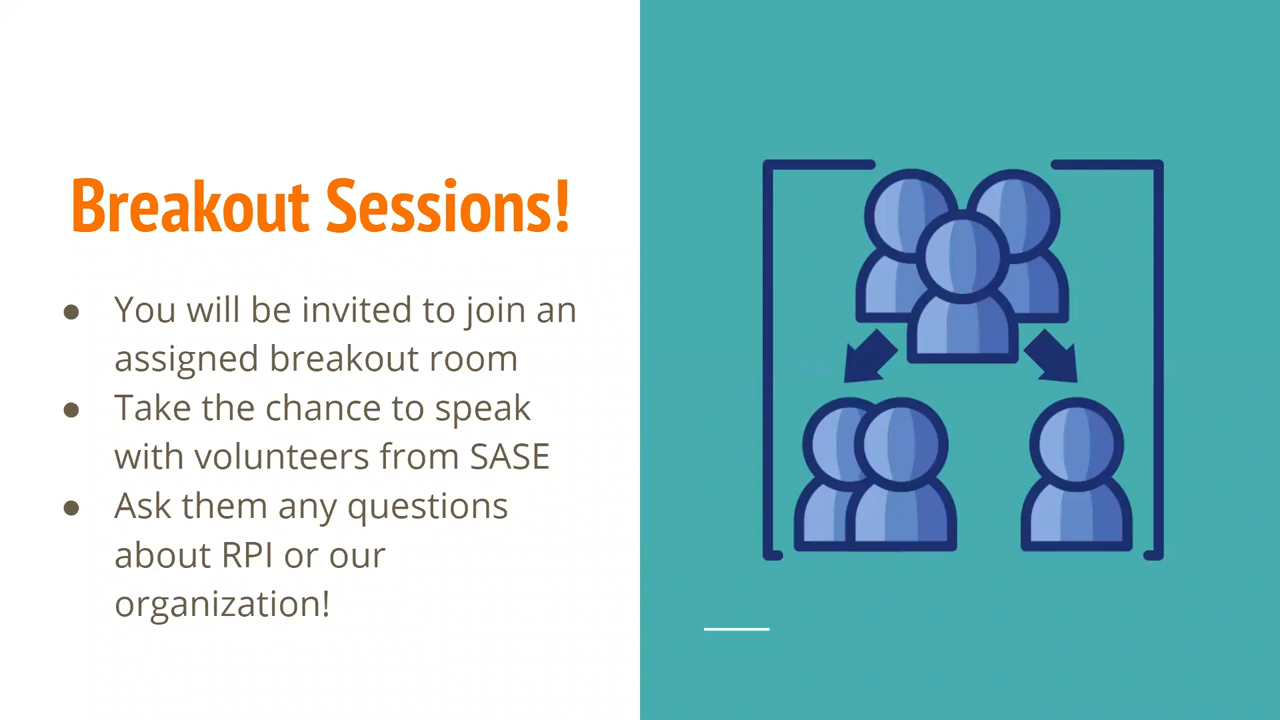 Breakout Sessions!
● You will be invited to join an
assigned breakout room
● Take the chance to speak
with volunteers from SASE
● Ask them any questions
about RPI or our
organization!